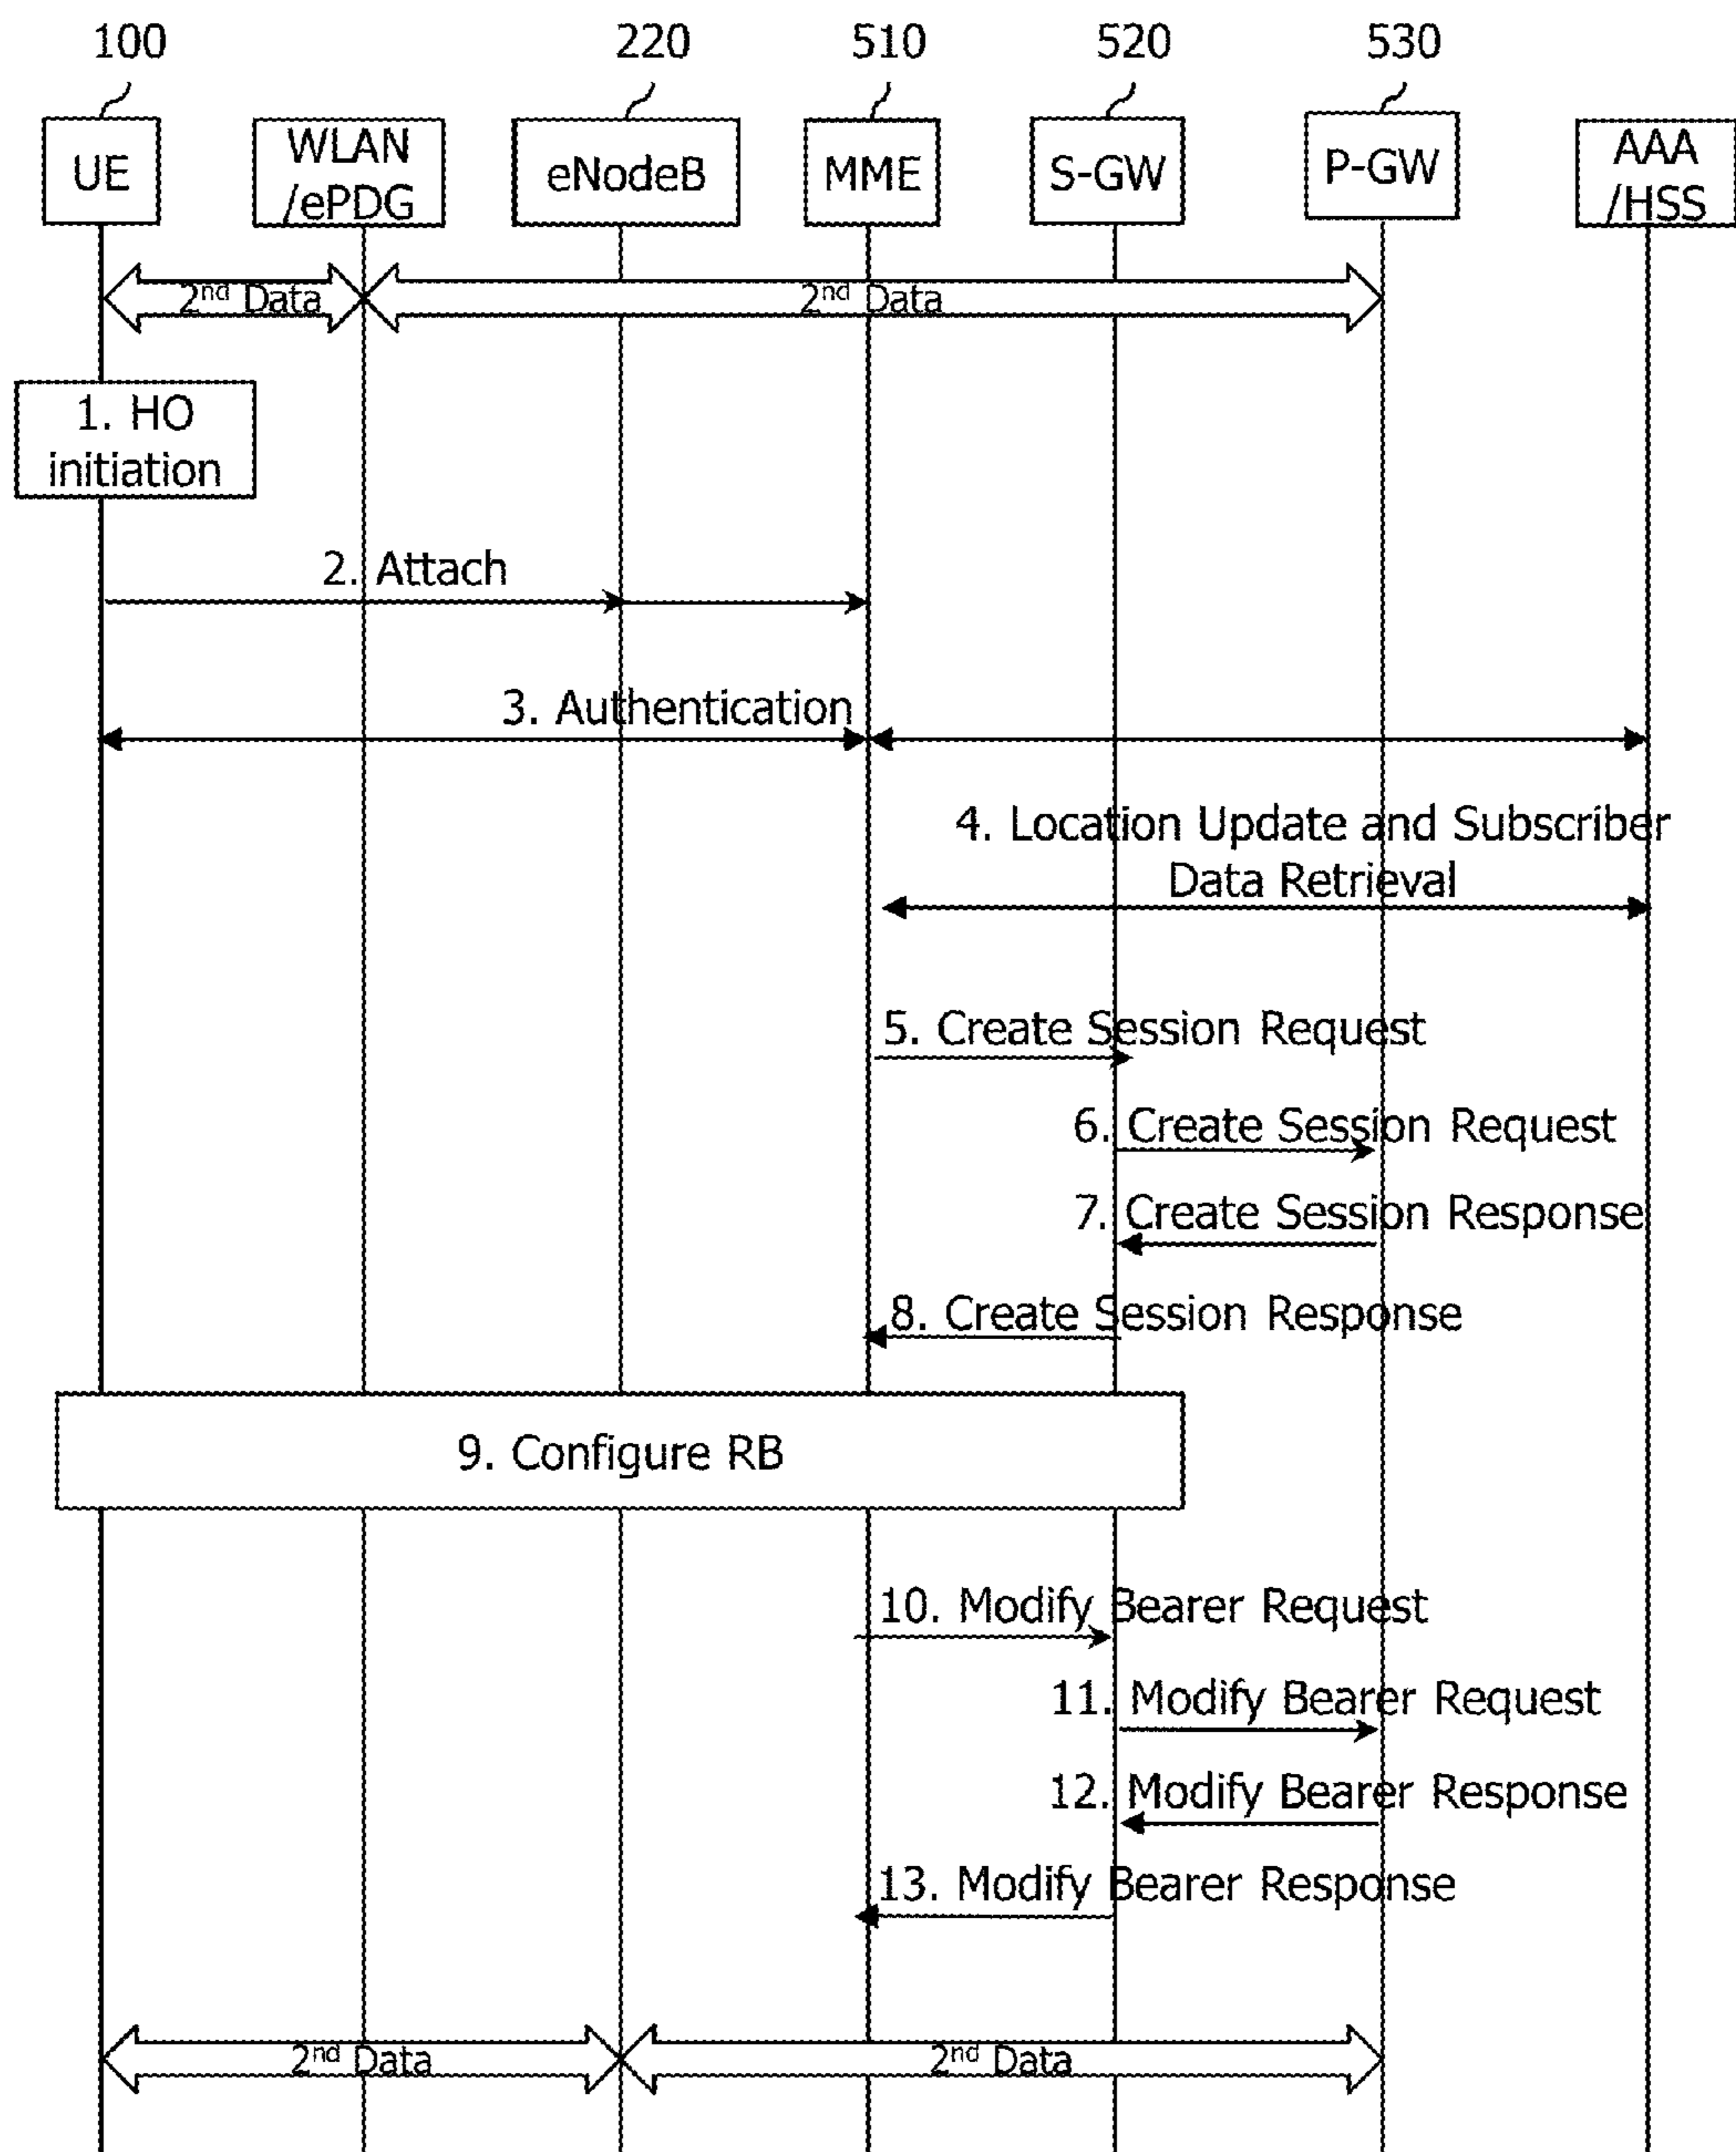 100
220
510
520
530
UE
WLAN
/ePDG
eNodeB
MME
S-GW
P-GW
AAA
/HSS
2nd Data
2nd Data
1. HO
initiation
2. Attach
3. Authentication
4. Location Update and Subscriber
Data Retrieval
5. Create Session Request
6. Create Session Request
7. Create Session Response
8. Create Session Response
9. Configure RB
10. Modify Bearer Request
11. Modify Bearer Request
12. Modify Bearer Response
13. Modify Bearer Response
2nd Data
2nd Data